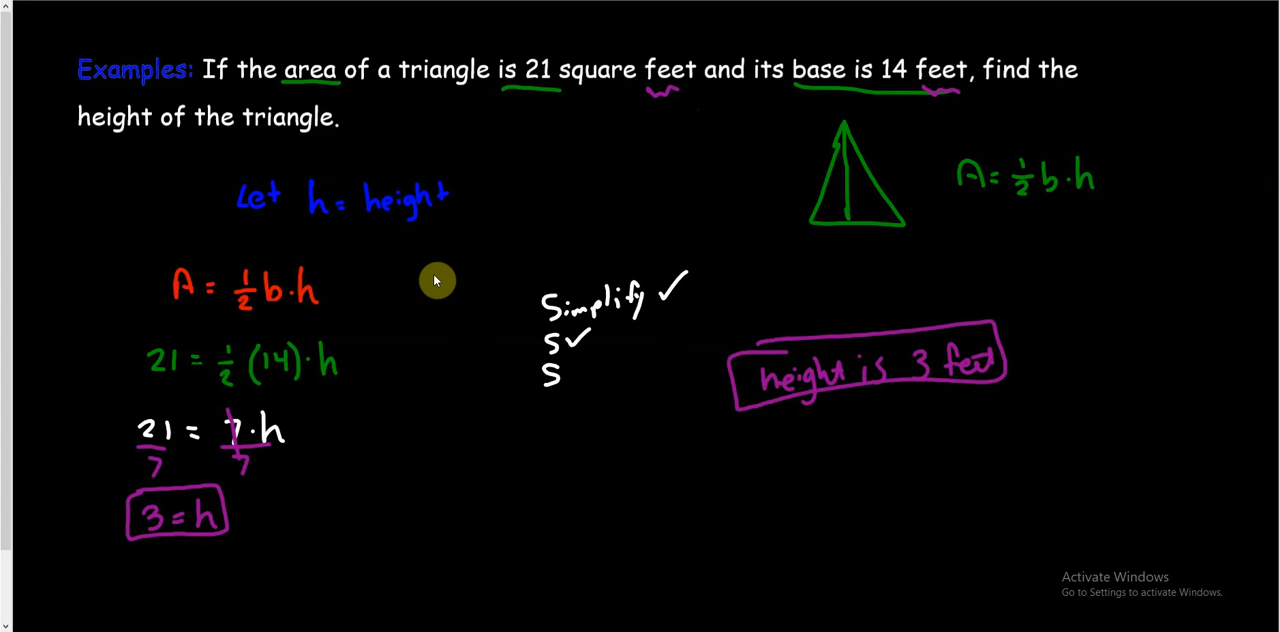 Examples: If the area of a triangle is 21 square feet and its base is 14 feet, find the
height of the triangle.
Let h = height
A = 1/2 b · h
A = 1/2 b · h
21 = 1/2 (14) · h
21 = 7 · h
7 7
3 = h
Simplify ✓
S ✓
S
height is 3 feet
Activate Windows
Go to Settings to activate Windows.